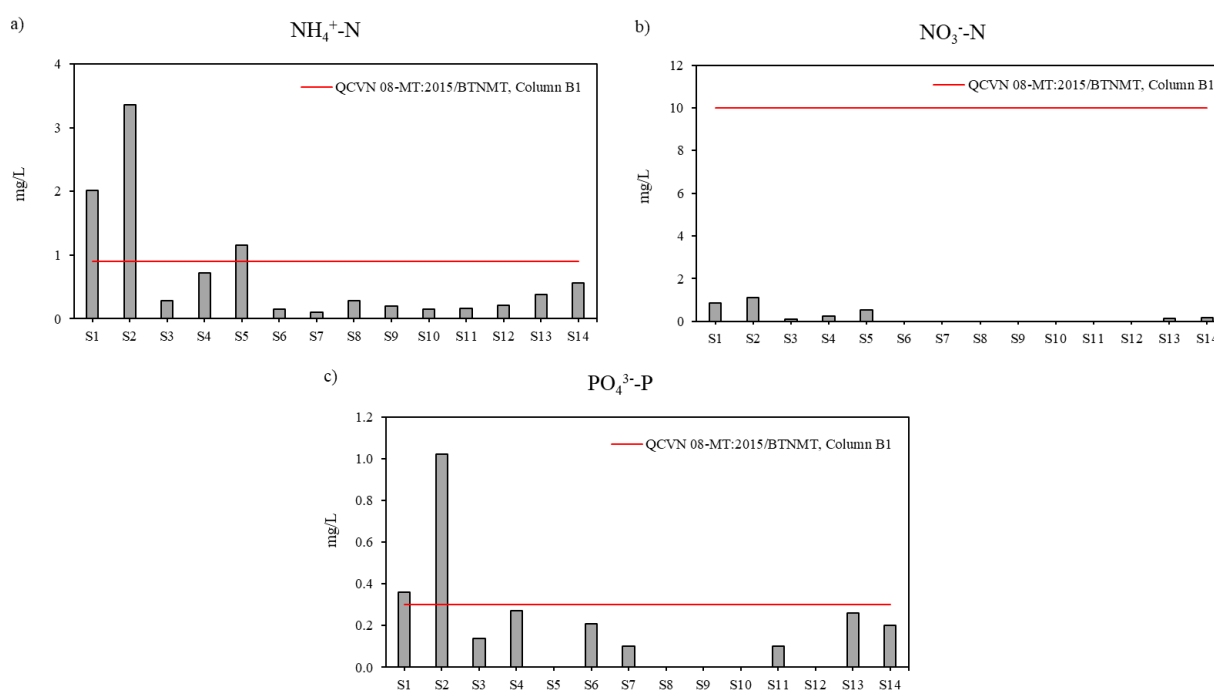 a)
NH₄⁺-N
4
3
2
1
0
mg/L
QCVN 08-MT:2015/BTNMT, Column B1
S1 S2 S3 S4 S5 S6 S7 S8 S9 S10 S11 S12 S13 S14
b)
NO₃⁻-N
12
10
8
6
4
2
0
mg/L
QCVN 08-MT:2015/BTNMT, Column B1
S1 S2 S3 S4 S5 S6 S7 S8 S9 S10 S11 S12 S13 S14
c)
PO₄³⁻-P
1.2
1.0
0.8
0.6
0.4
0.2
0.0
mg/L
QCVN 08-MT:2015/BTNMT, Column B1
S1 S2 S3 S4 S5 S6 S7 S8 S9 S10 S11 S12 S13 S14